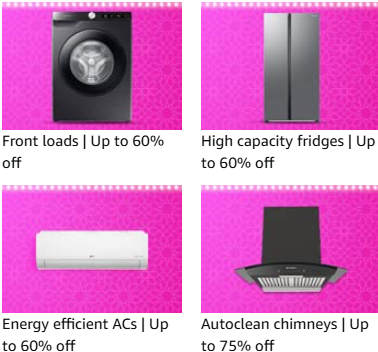 Front loads | Up to 60%
off
High capacity fridges | Up
to 60% off
Energy efficient ACs | Up
to 60% off
Autoclean chimneys | Up
to 75% off